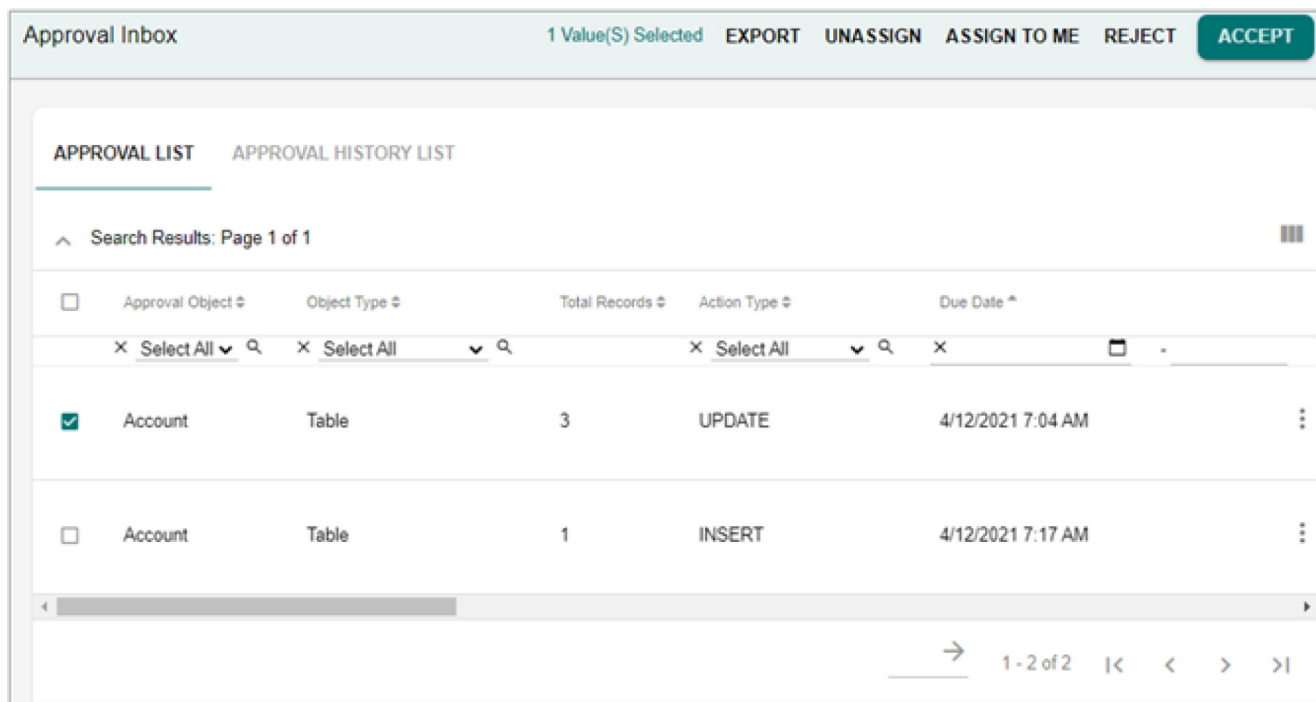 Approval Inbox 1 Value(S) Selected EXPORT UNASSIGN ASSIGN TO ME REJECT ACCEPT
APPROVAL LIST APPROVAL HISTORY LIST
Search Results: Page 1 of 1
Approval Object Object Type Total Records Action Type Due Date
Select All Select All Select All -
Account Table 3 UPDATE 4/12/2021 7:04 AM
Account Table 1 INSERT 4/12/2021 7:17 AM
1 - 2 of 2